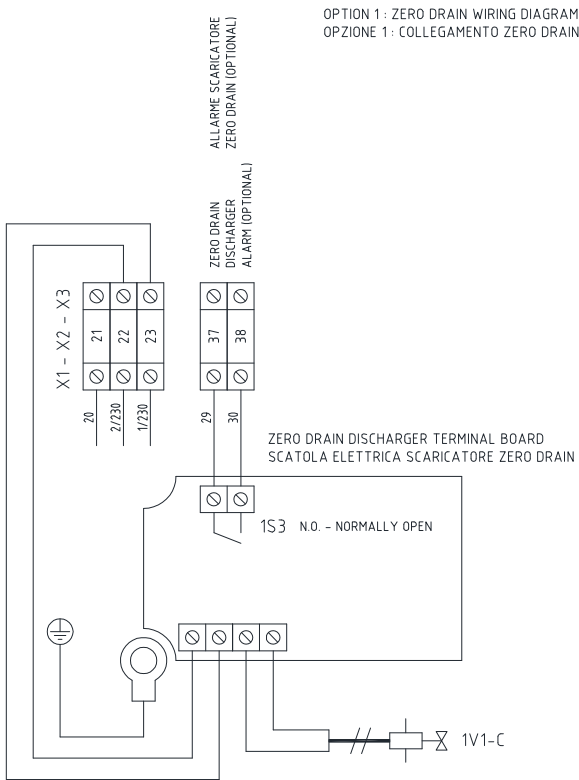 OPTION 1 : ZERO DRAIN WIRING DIAGRAM
OPZIONE 1 : COLLEGAMENTO ZERO DRAIN
ALLARME SCARICATORE
ZERO DRAIN (OPTIONAL)
ZERO DRAIN
DISCHARGER
ALARM (OPTIONAL)
X1 - X2 - X3
21
22
23
37
38
20
2/230
1/230
29
30
ZERO DRAIN DISCHARGER TERMINAL BOARD
SCATOLA ELETTRICA SCARICATORE ZERO DRAIN
1S3 N.O. - NORMALLY OPEN
1V1-C